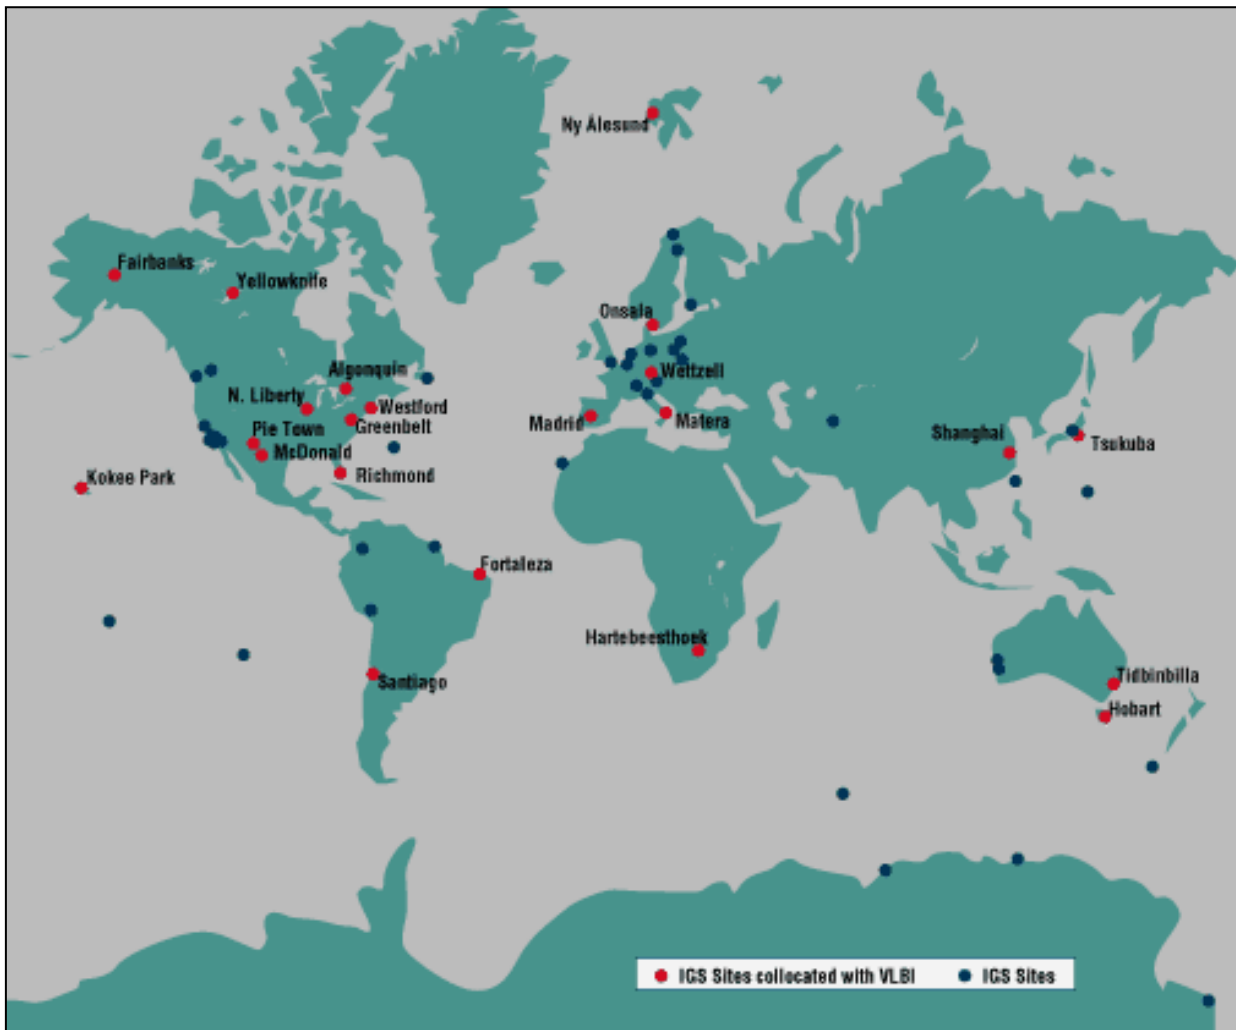 Ny Ålesund
Fairbanks
Yellowknife
Onsala
Algonquin
Wettzell
N. Liberty
Westford
Madrid
Matera
Greenbelt
Pie Town
Shanghai
Tsukuba
McDonald
Kokee Park
Richmond
Fortaleza
Hartebeesthoek
Santiago
Tidbinbilla
Hobart
IGS Sites collocated with VLBI
IGS Sites